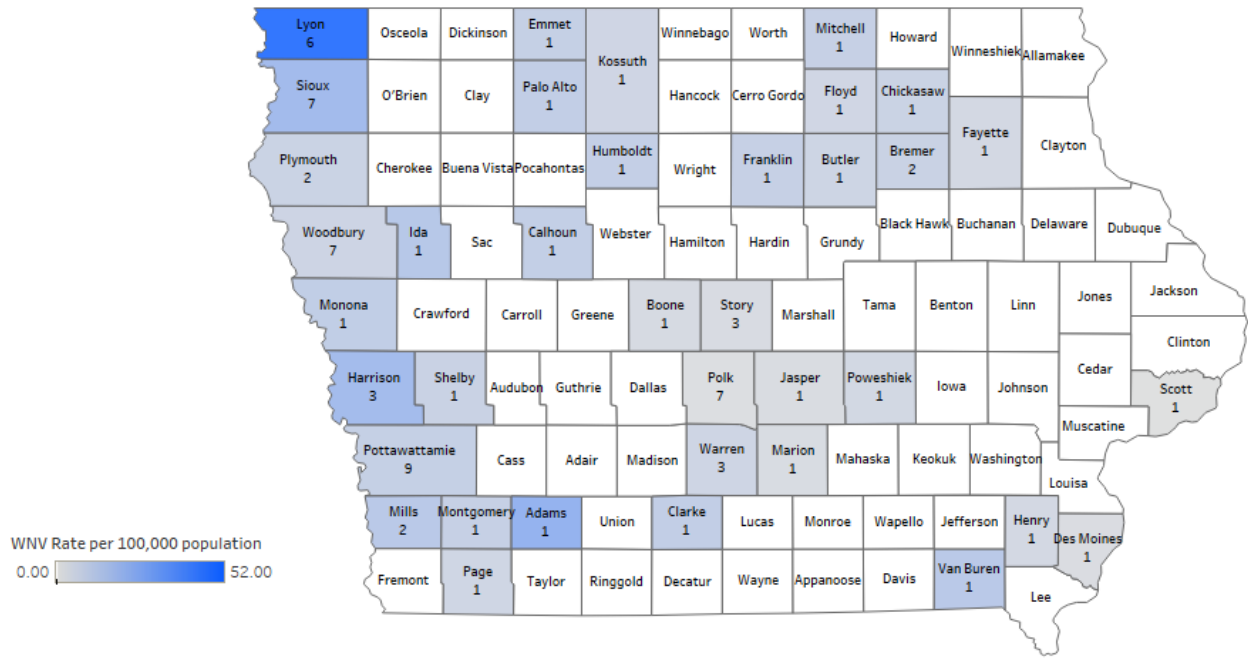 Lyon
6
Osceola
Dickinson
Emmet
1
Kossuth
1
Winnebago
Worth
Mitchell
1
Howard
Winneshiek
Allamakee
Sioux
7
O'Brien
Clay
Palo Alto
1
Hancock
Cerro Gordo
Floyd
1
Chickasaw
1
Fayette
1
Clayton
Plymouth
2
Cherokee
Buena Vista
Pocahontas
Humboldt
1
Wright
Franklin
1
Butler
1
Bremer
2
Woodbury
7
Ida
1
Sac
Calhoun
1
Webster
Hamilton
Hardin
Grundy
Black Hawk
Buchanan
Delaware
Dubuque
Monona
1
Crawford
Carroll
Greene
Boone
1
Story
3
Marshall
Tama
Benton
Linn
Jones
Jackson
Clinton
Harrison
3
Shelby
1
Audubon
Guthrie
Dallas
Polk
7
Jasper
1
Poweshiek
1
Iowa
Johnson
Cedar
Scott
1
Muscatine
Pottawattamie
9
Cass
Adair
Madison
Warren
3
Marion
1
Mahaska
Keokuk
Washington
Louisa
Mills
2
Montgomery
1
Adams
1
Union
Clarke
1
Lucas
Monroe
Wapello
Jefferson
Henry
1
Des Moines
1
Fremont
Page
1
Taylor
Ringgold
Decatur
Wayne
Appanoose
Davis
Van Buren
1
Lee
WNV Rate per 100,000 population
0.00
52.00